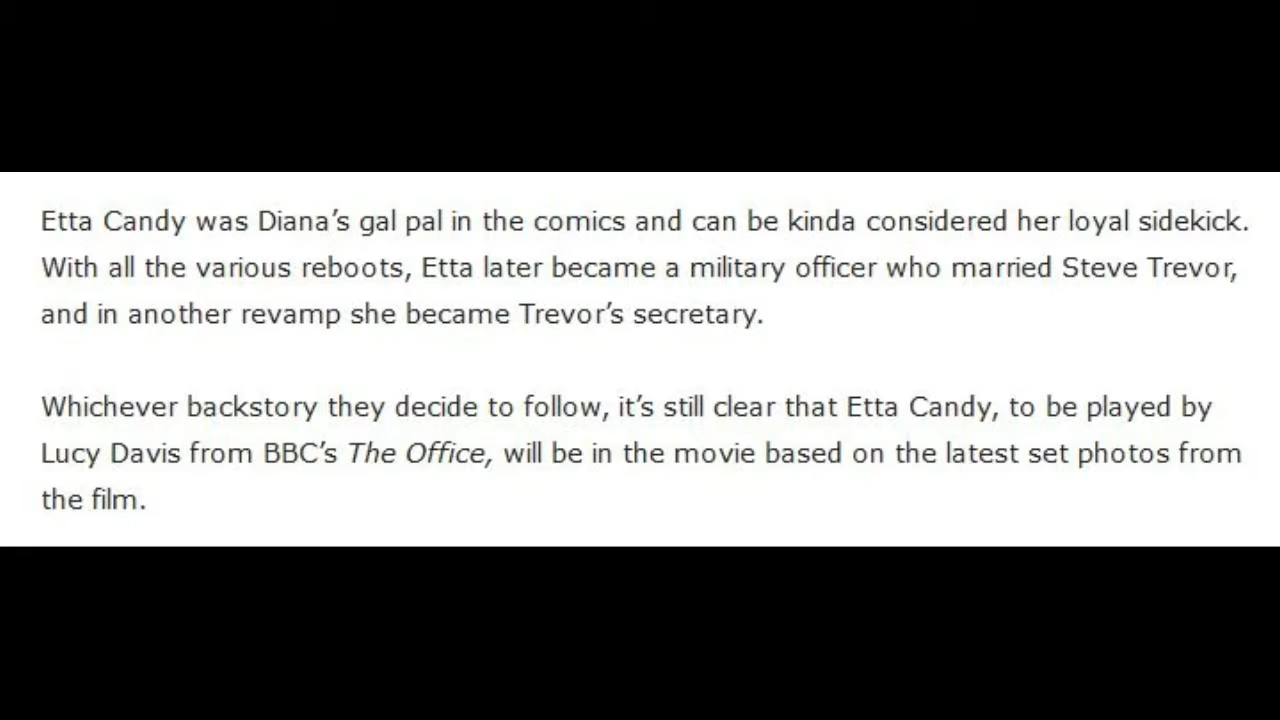 Etta Candy was Diana’s gal pal in the comics and can be kinda considered her loyal sidekick.
With all the various reboots, Etta later became a military officer who married Steve Trevor,
and in another revamp she became Trevor’s secretary.
Whichever backstory they decide to follow, it’s still clear that Etta Candy, to be played by
Lucy Davis from BBC’s The Office, will be in the movie based on the latest set photos from
the film.